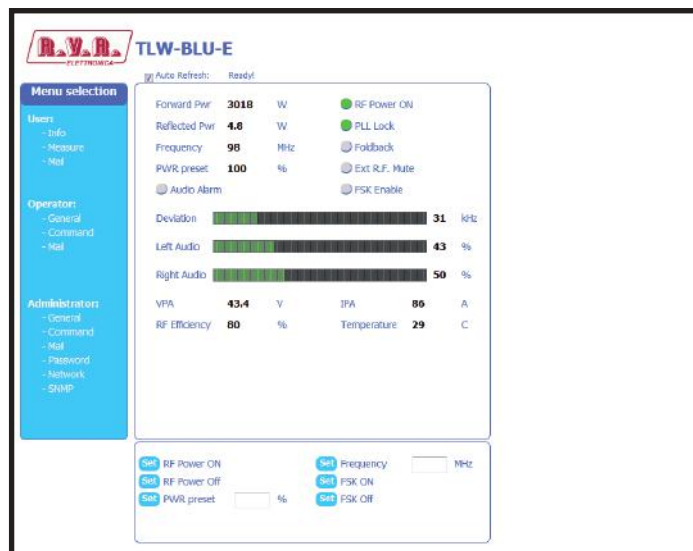 R.V.R.
ELETTRONICA
TLW-BLU-E
Auto Refresh: Ready!
Menu selection
User:
- Info
- Measure
- Mail
Operator:
- General
- Command
- Mail
Administrator:
- General
- Command
- Mail
- Password
- Network
- SNMP
Forward Pwr 3018 W RF Power ON
Reflected Pwr 4.8 W PLL Lock
Frequency 98 MHz Foldback
PWR preset 100 % Ext R.F. Mute
Audio Alarm FSK Enable
Deviation 31 kHz
Left Audio 43 %
Right Audio 50 %
VPA 43.4 V IPA 86 A
RF Efficiency 80 % Temperature 29 C
Set RF Power ON Set Frequency MHz
Set RF Power Off Set FSK ON
Set PWR preset % Set FSK Off